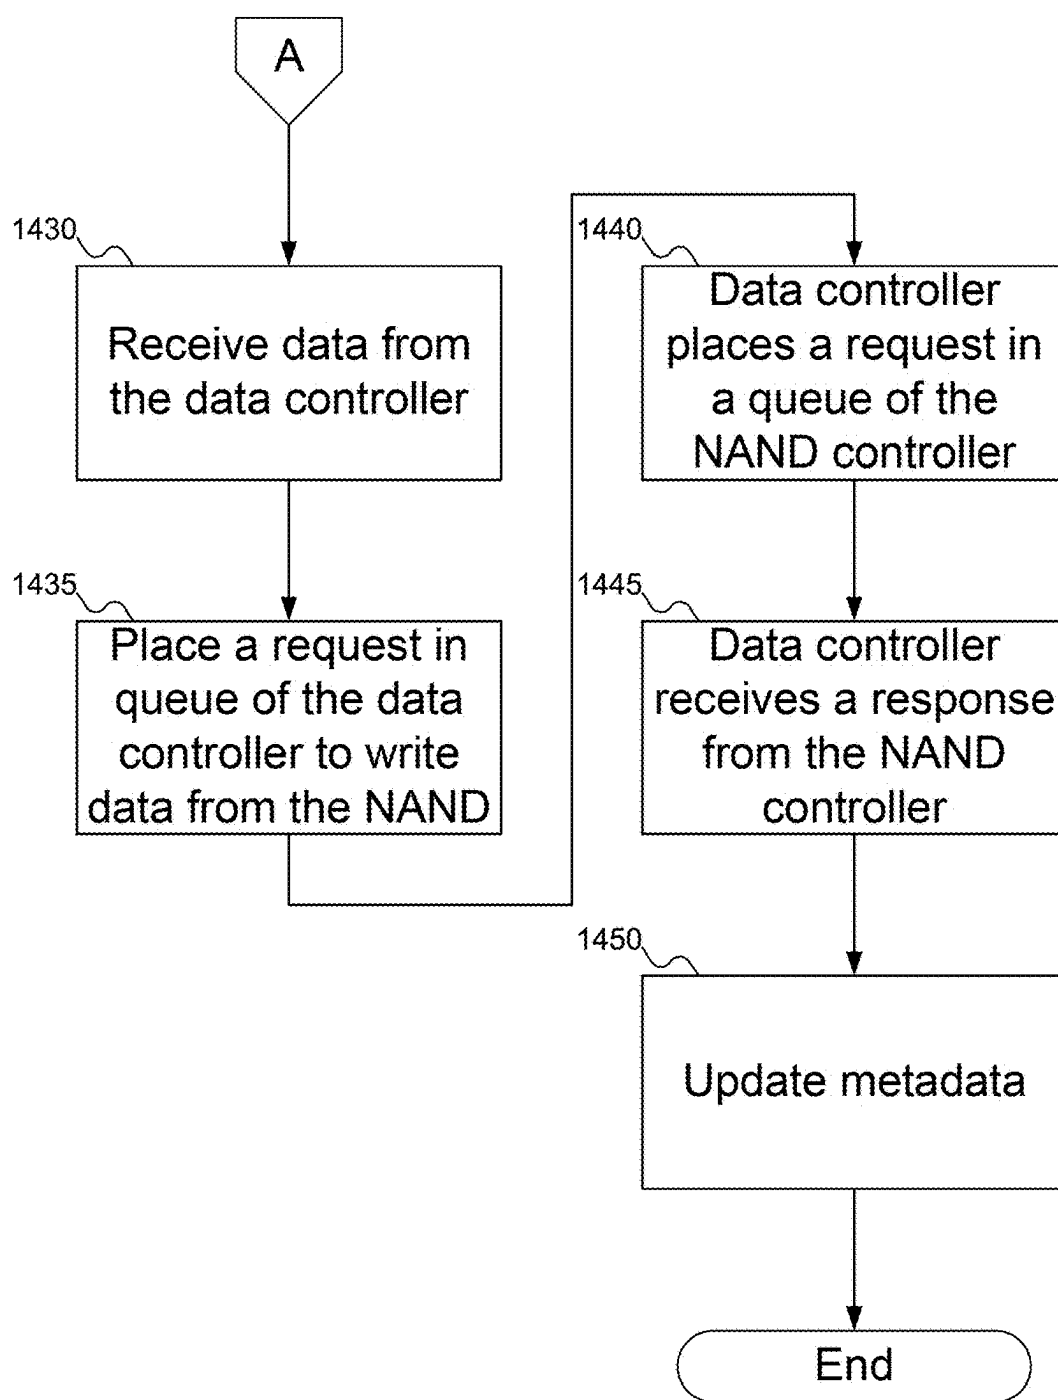 A
1430
Receive data from
the data controller
1435
Place a request in
queue of the data
controller to write
data from the NAND
1440
Data controller
places a request in
a queue of the
NAND controller
1445
Data controller
receives a response
from the NAND
controller
1450
Update metadata
End